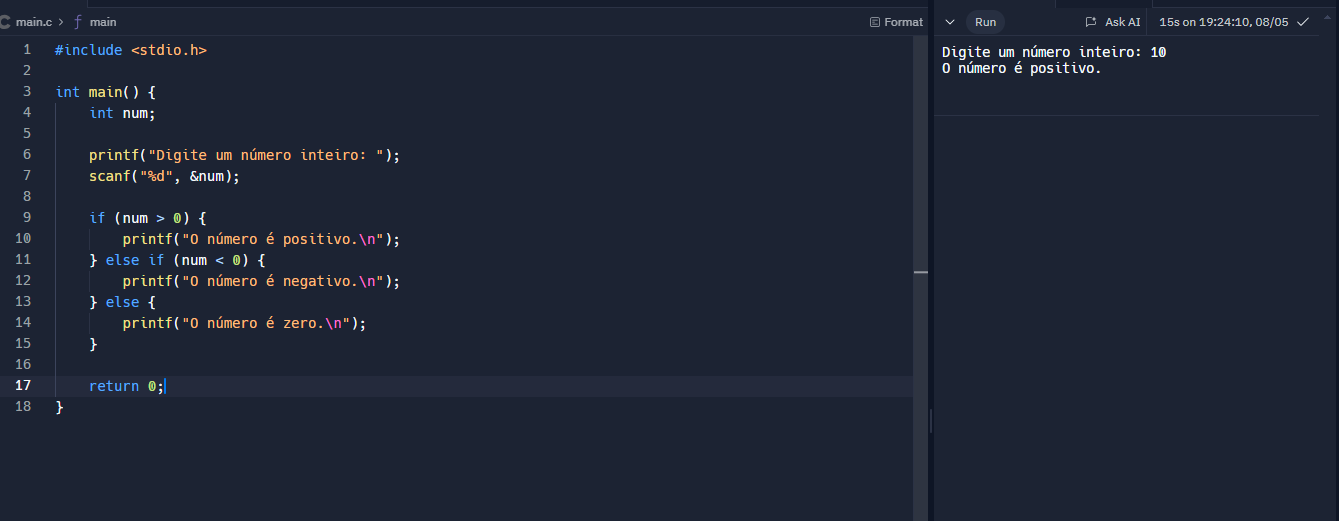 main.c > ƒ main
Format
1 #include <stdio.h>
2
3 int main() {
4     int num;
5
6     printf("Digite um número inteiro: ");
7     scanf("%d", &num);
8
9     if (num > 0) {
10         printf("O número é positivo.\n");
11     } else if (num < 0) {
12         printf("O número é negativo.\n");
13     } else {
14         printf("O número é zero.\n");
15     }
16
17     return 0;
18 }
Run
Ask AI
15s on 19:24:10, 08/05
Digite um número inteiro: 10
O número é positivo.